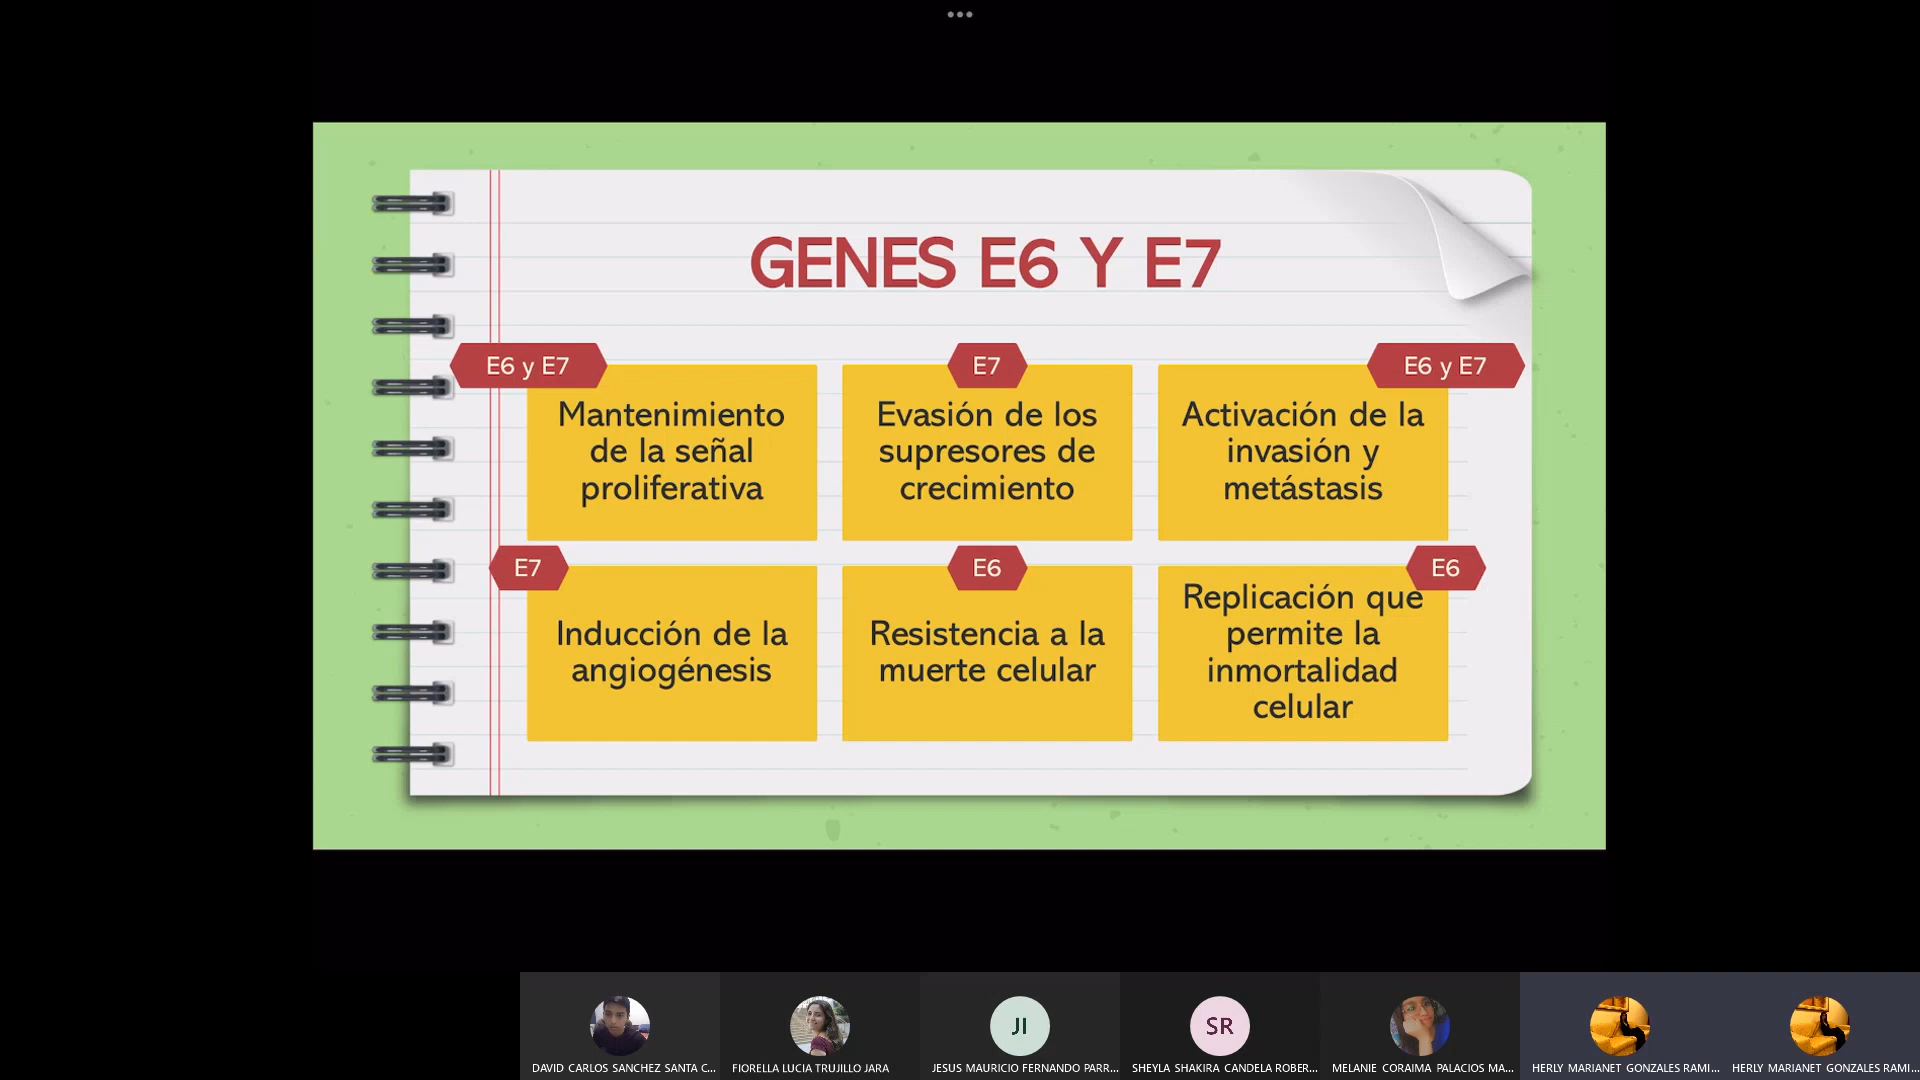 GENES E6 Y E7
E6 y E7
Mantenimiento
de la señal
proliferativa
E7
Evasión de los
supresores de
crecimiento
E6 y E7
Activación de la
invasión y
metástasis
E7
Inducción de la
angiogénesis
E6
Resistencia a la
muerte celular
E6
Replicación que
permite la
inmortalidad
celular
JI
SR
DAVID CARLOS SANCHEZ SANTA C...
FIORELLA LUCIA TRUJILLO JARA
JESUS MAURICIO FERNANDO PARR...
SHEYLA SHAKIRA CANDELA ROBER...
MELANIE CORAIMA PALACIOS MA...
HERLY MARIANET GONZALES RAMI...
HERLY MARIANET GONZALES RAMI...